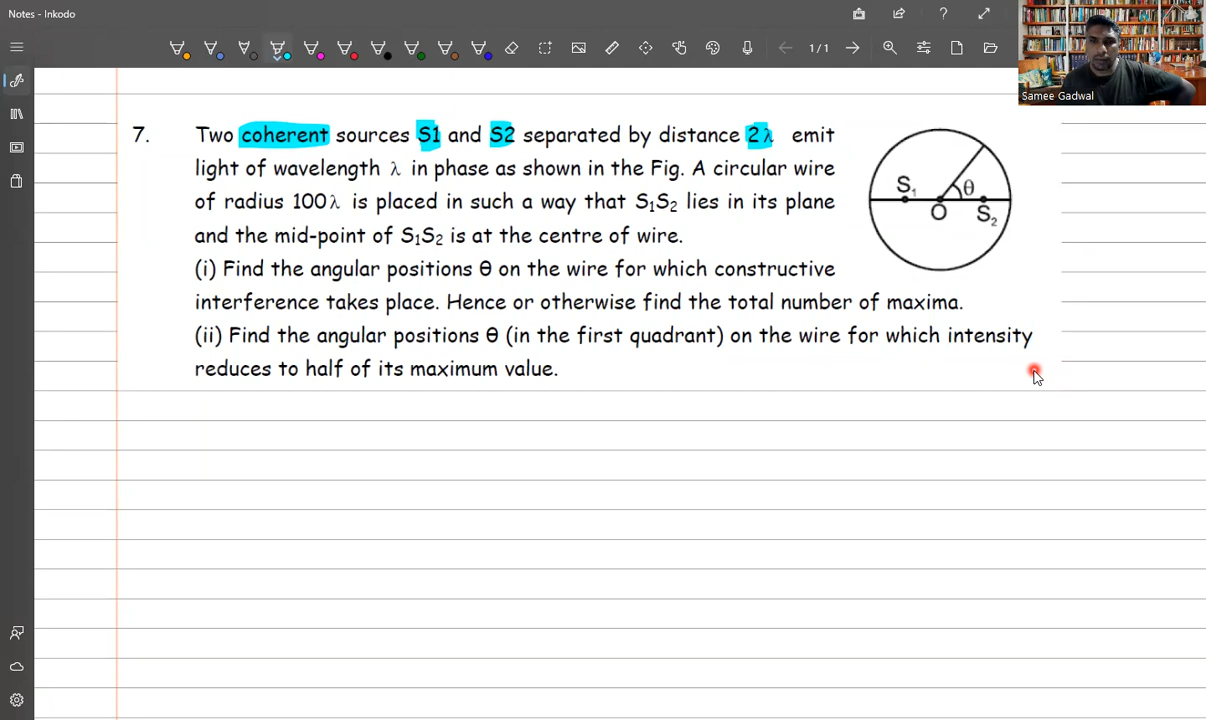 Notes - Inkodo
1/1
Samee Gadwal
7. Two coherent sources S1 and S2 separated by distance 2λ emit
light of wavelength λ in phase as shown in the Fig. A circular wire
of radius 100λ is placed in such a way that S₁S₂ lies in its plane
and the mid-point of S₁S₂ is at the centre of wire.
(i) Find the angular positions θ on the wire for which constructive
interference takes place. Hence or otherwise find the total number of maxima.
(ii) Find the angular positions θ (in the first quadrant) on the wire for which intensity
reduces to half of its maximum value.
S₁ θ
O S₂